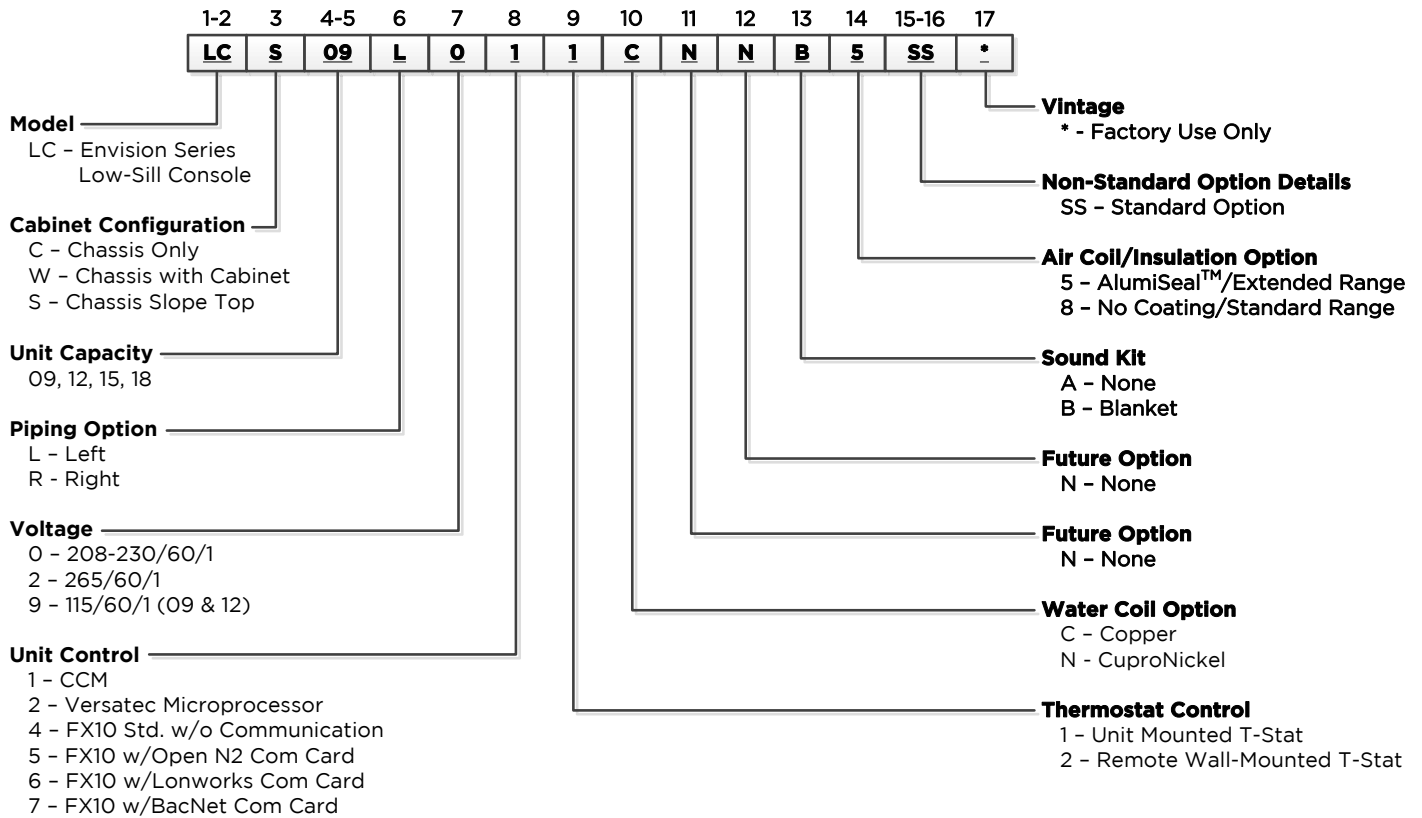 1-2 3 4-5 6 7 8 9 10 11 12 13 14 15-16 17
LC S 09 L 0 1 1 C N N B 5 SS *
Model
LC – Envision Series
Low-Sill Console
Cabinet Configuration
C – Chassis Only
W – Chassis with Cabinet
S – Chassis Slope Top
Unit Capacity
09, 12, 15, 18
Piping Option
L – Left
R - Right
Voltage
0 – 208-230/60/1
2 – 265/60/1
9 – 115/60/1 (09 & 12)
Unit Control
1 – CCM
2 – Versatec Microprocessor
4 – FX10 Std. w/o Communication
5 – FX10 w/Open N2 Com Card
6 – FX10 w/Lonworks Com Card
7 – FX10 w/BacNet Com Card
Vintage
* - Factory Use Only
Non-Standard Option Details
SS – Standard Option
Air Coil/Insulation Option
5 – AlumiSeal™/Extended Range
8 – No Coating/Standard Range
Sound Kit
A – None
B – Blanket
Future Option
N – None
Future Option
N – None
Water Coil Option
C – Copper
N - CuproNickel
Thermostat Control
1 – Unit Mounted T-Stat
2 – Remote Wall-Mounted T-Stat